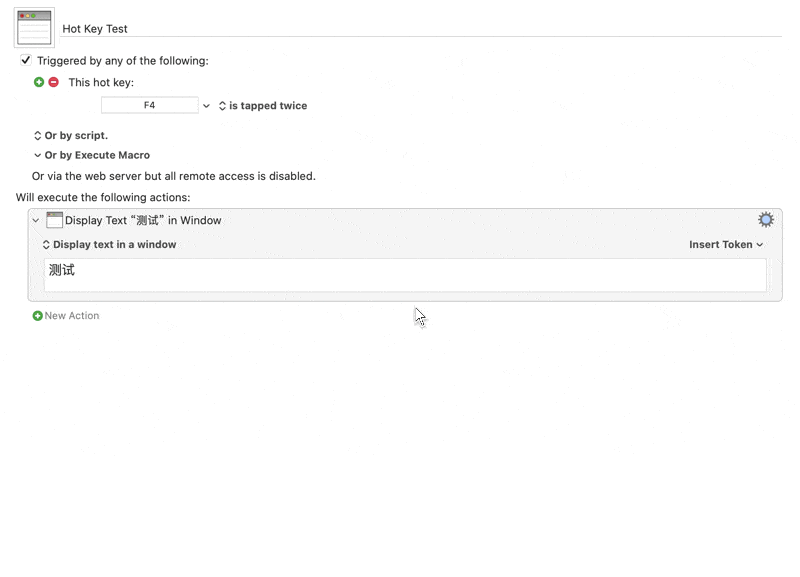 Hot Key Test
Triggered by any of the following:
This hot key:
F4 is tapped twice
Or by script.
Or by Execute Macro
Or via the web server but all remote access is disabled.
Will execute the following actions:
Display Text “测试” in Window
Display text in a window Insert Token
测试
New Action